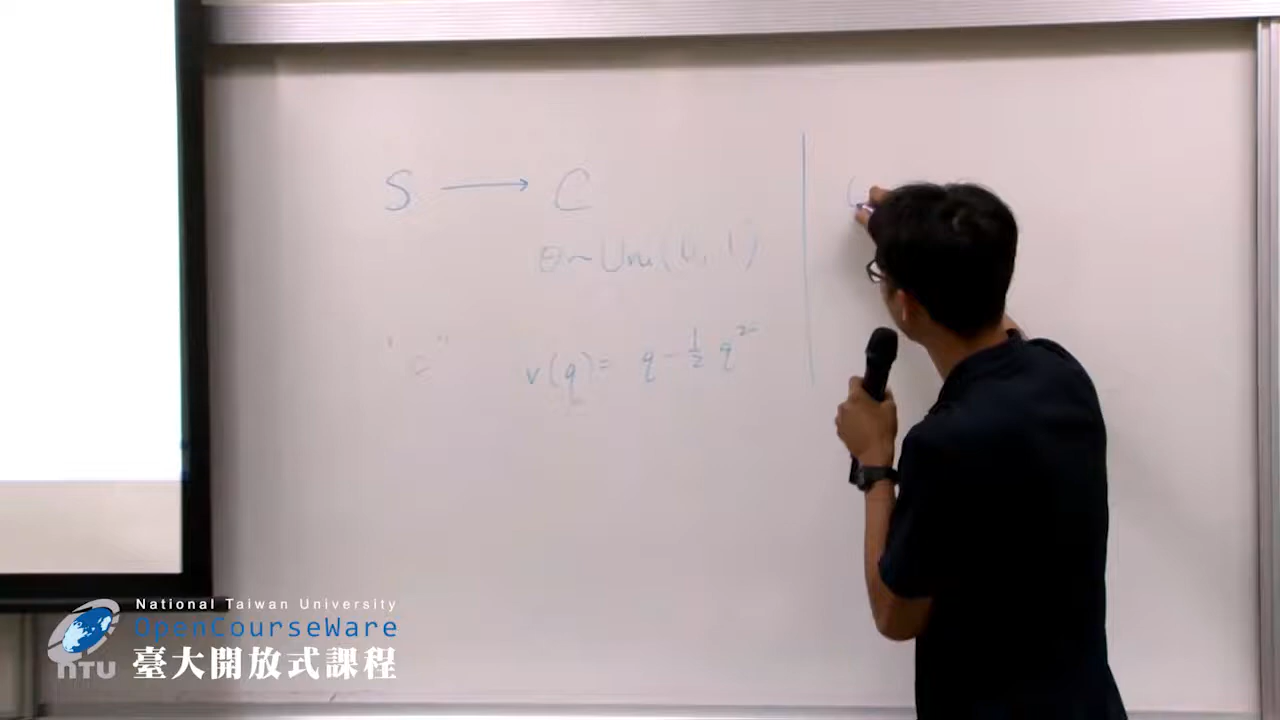 S → C
θ ~ Uni(0, 1)
"c" v(q) = q - 1/2 q²
National Taiwan University
OpenCourseWare
NTU 臺大開放式課程